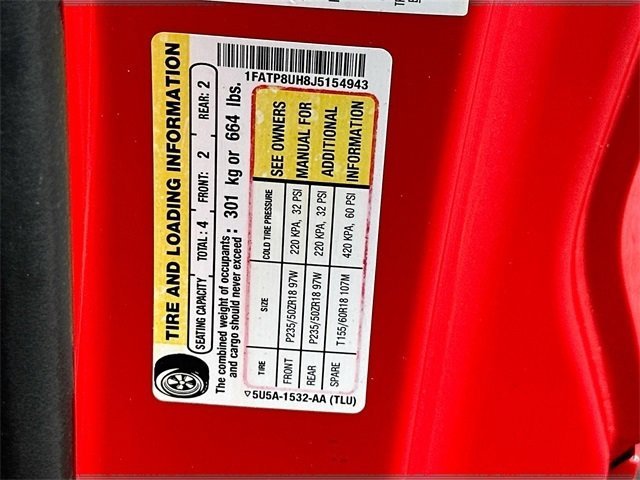 1FATP8UH8J5154943
TIRE AND LOADING INFORMATION
SEATING CAPACITY TOTAL : 4 FRONT: 2 REAR: 2
The combined weight of occupants
and cargo should never exceed : 301 kg or 664 lbs.
TIRE SIZE COLD TIRE PRESSURE
FRONT P235/50ZR18 97W 220 KPA, 32 PSI
REAR P235/50ZR18 97W 220 KPA, 32 PSI
SPARE T155/60R18 107M 420 KPA, 60 PSI
SEE OWNERS
MANUAL FOR
ADDITIONAL
INFORMATION
▽5U5A-1532-AA (TLU)